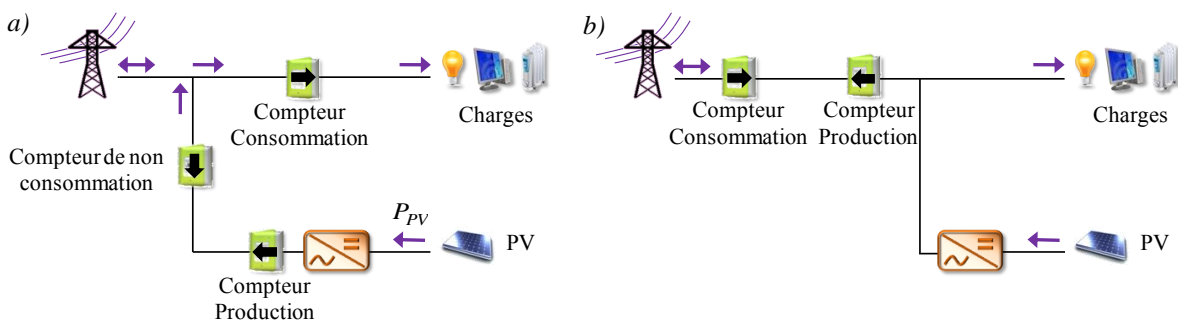 a)
Compteur
Consommation
Charges
Compteur de non
consommation
P_PV
PV
Compteur
Production
b)
Compteur
Consommation
Compteur
Production
Charges
PV